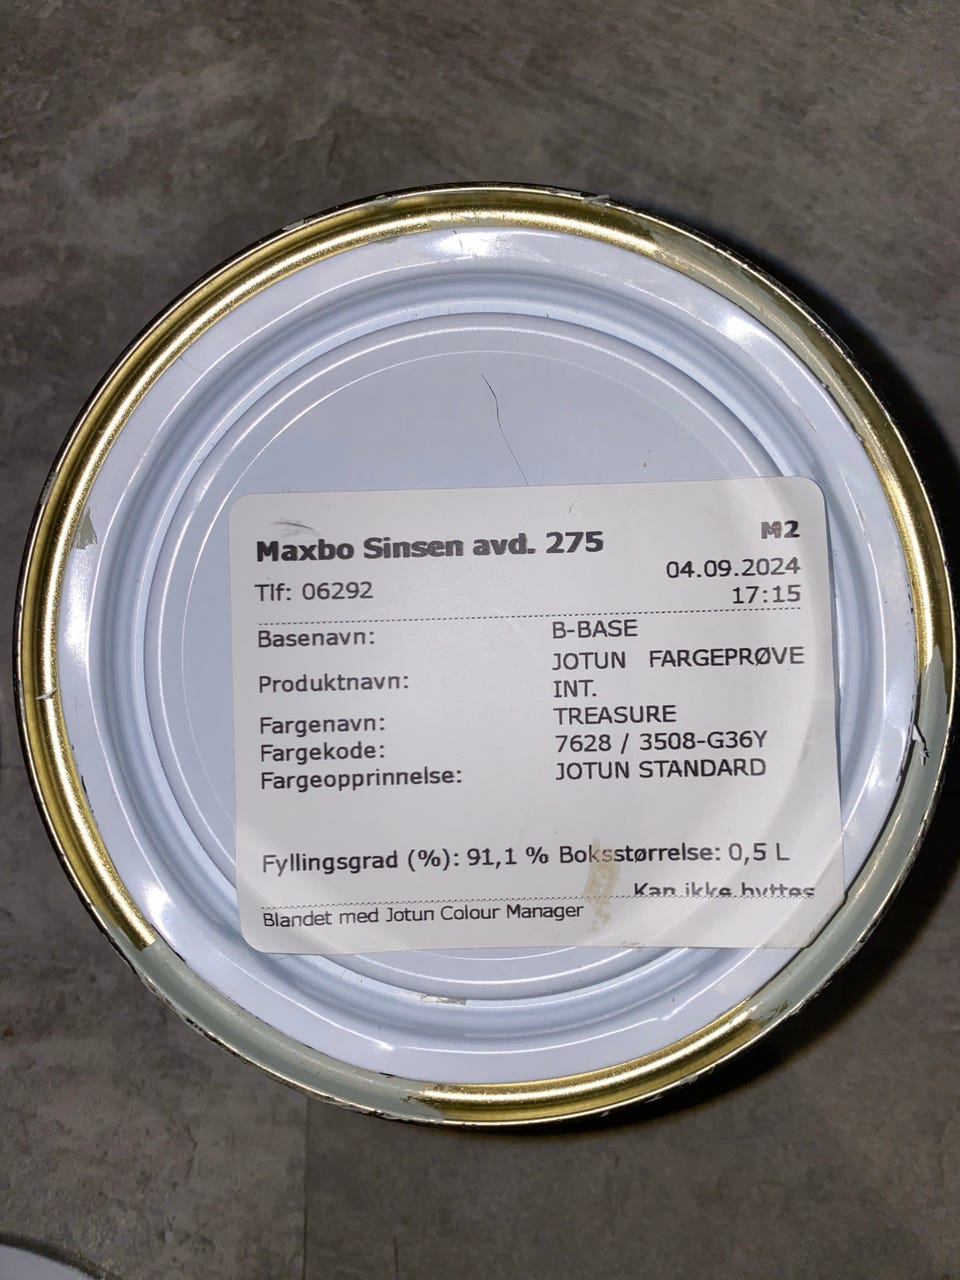 Maxbo Sinsen avd. 275 M2
Tlf: 06292 04.09.2024
17:15
Basenavn: B-BASE
Produktnavn: JOTUN FARGEPRØVE
INT.
Fargenavn: TREASURE
Fargekode: 7628 / 3508-G36Y
Fargeopprinnelse: JOTUN STANDARD
Fyllingsgrad (%): 91,1 % Boksstørrelse: 0,5 L
Kan ikke byttes
Blandet med Jotun Colour Manager